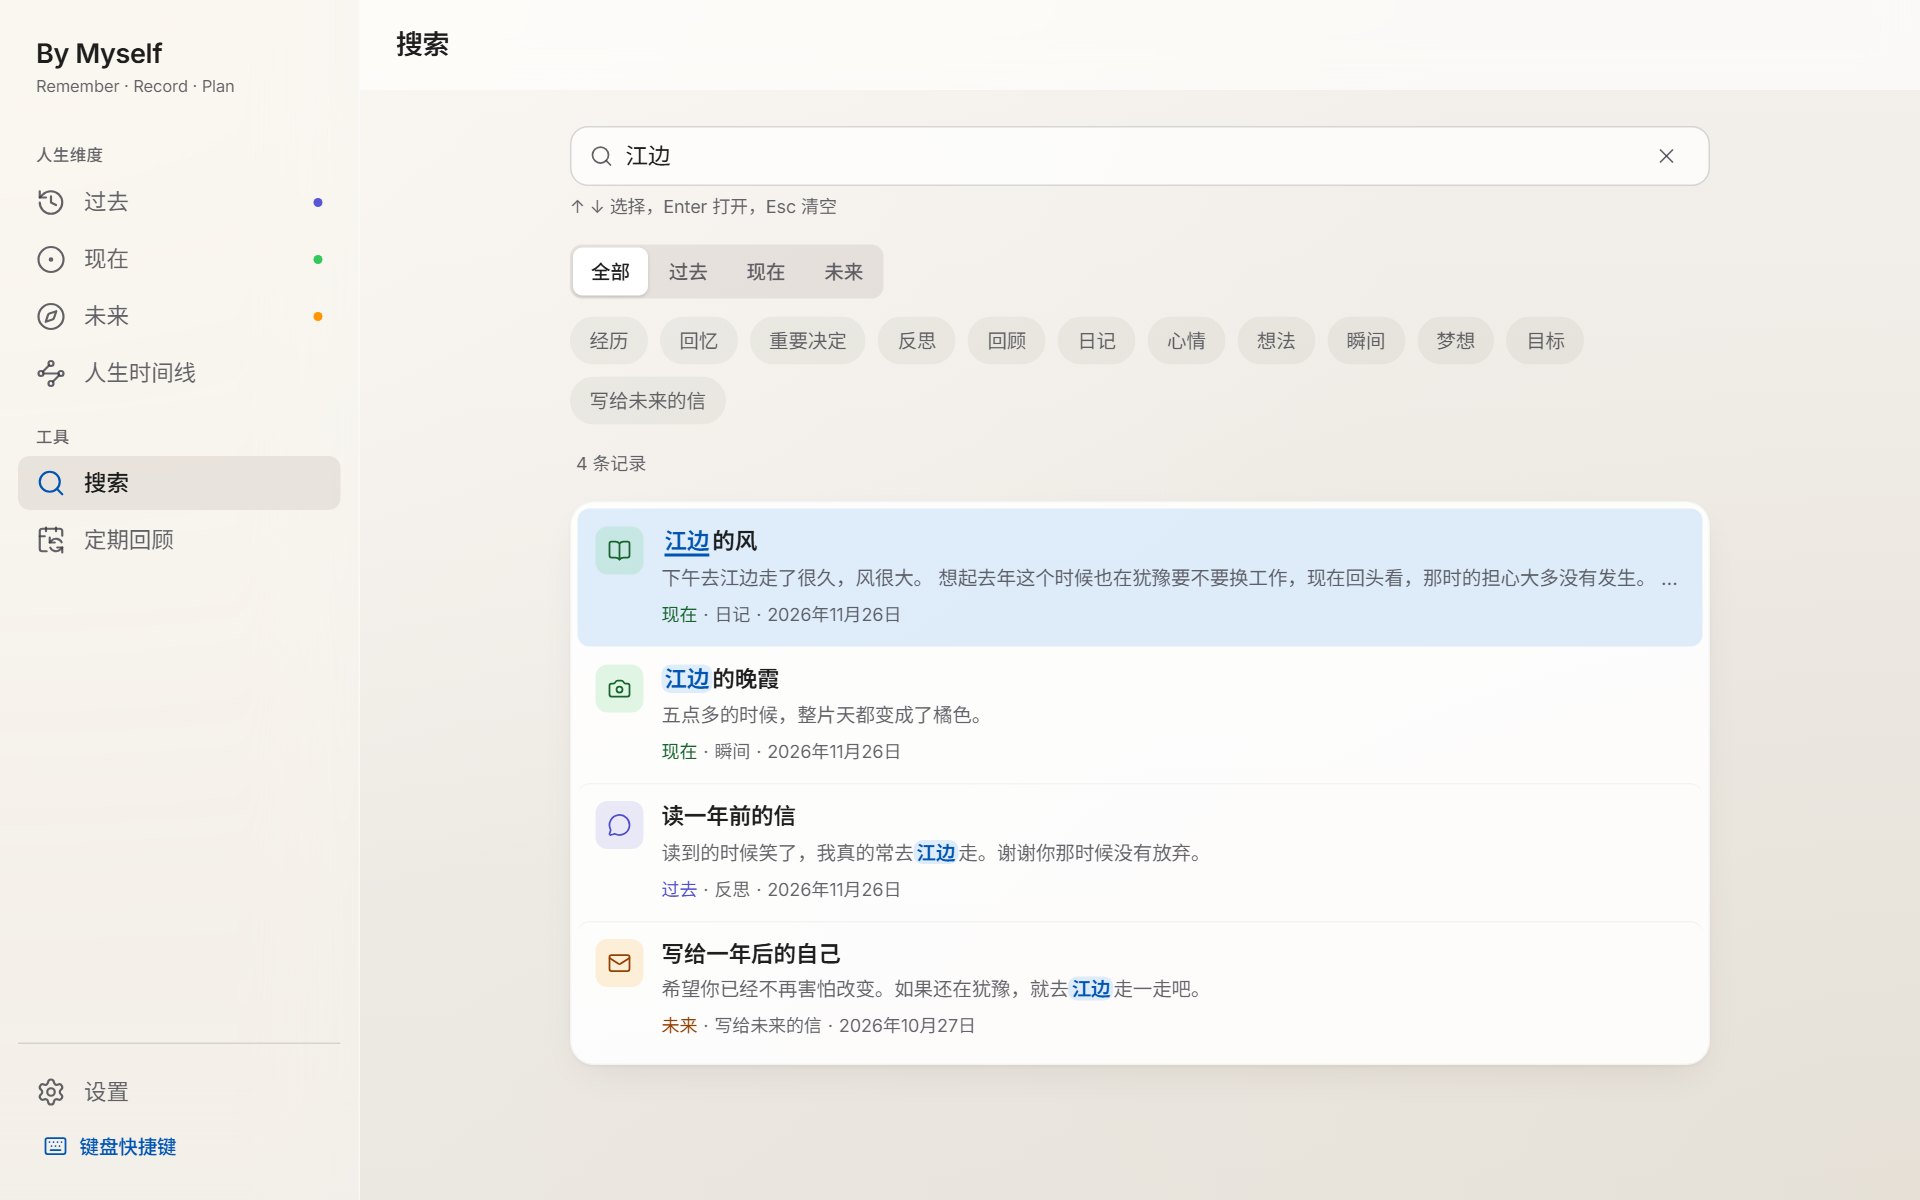 By Myself
Remember · Record · Plan
人生维度
过去
现在
未来
人生时间线
工具
搜索
定期回顾
设置
键盘快捷键
搜索
江边
↑ ↓ 选择，Enter 打开，Esc 清空
全部 过去 现在 未来
经历 回忆 重要决定 反思 回顾 日记 心情 想法 瞬间 梦想 目标
写给未来的信
4 条记录
江边的风
下午去江边走了很久，风很大。 想起去年这个时候也在犹豫要不要换工作，现在回头看，那时的担心大多没有发生。 …
现在 · 日记 · 2026年11月26日
江边的晚霞
五点多的时候，整片天都变成了橘色。
现在 · 瞬间 · 2026年11月26日
读一年前的信
读到的时候笑了，我真的常去江边走。谢谢你那时候没有放弃。
过去 · 反思 · 2026年11月26日
写给一年后的自己
希望你已经不再害怕改变。如果还在犹豫，就去江边走一走吧。
未来 · 写给未来的信 · 2026年10月27日